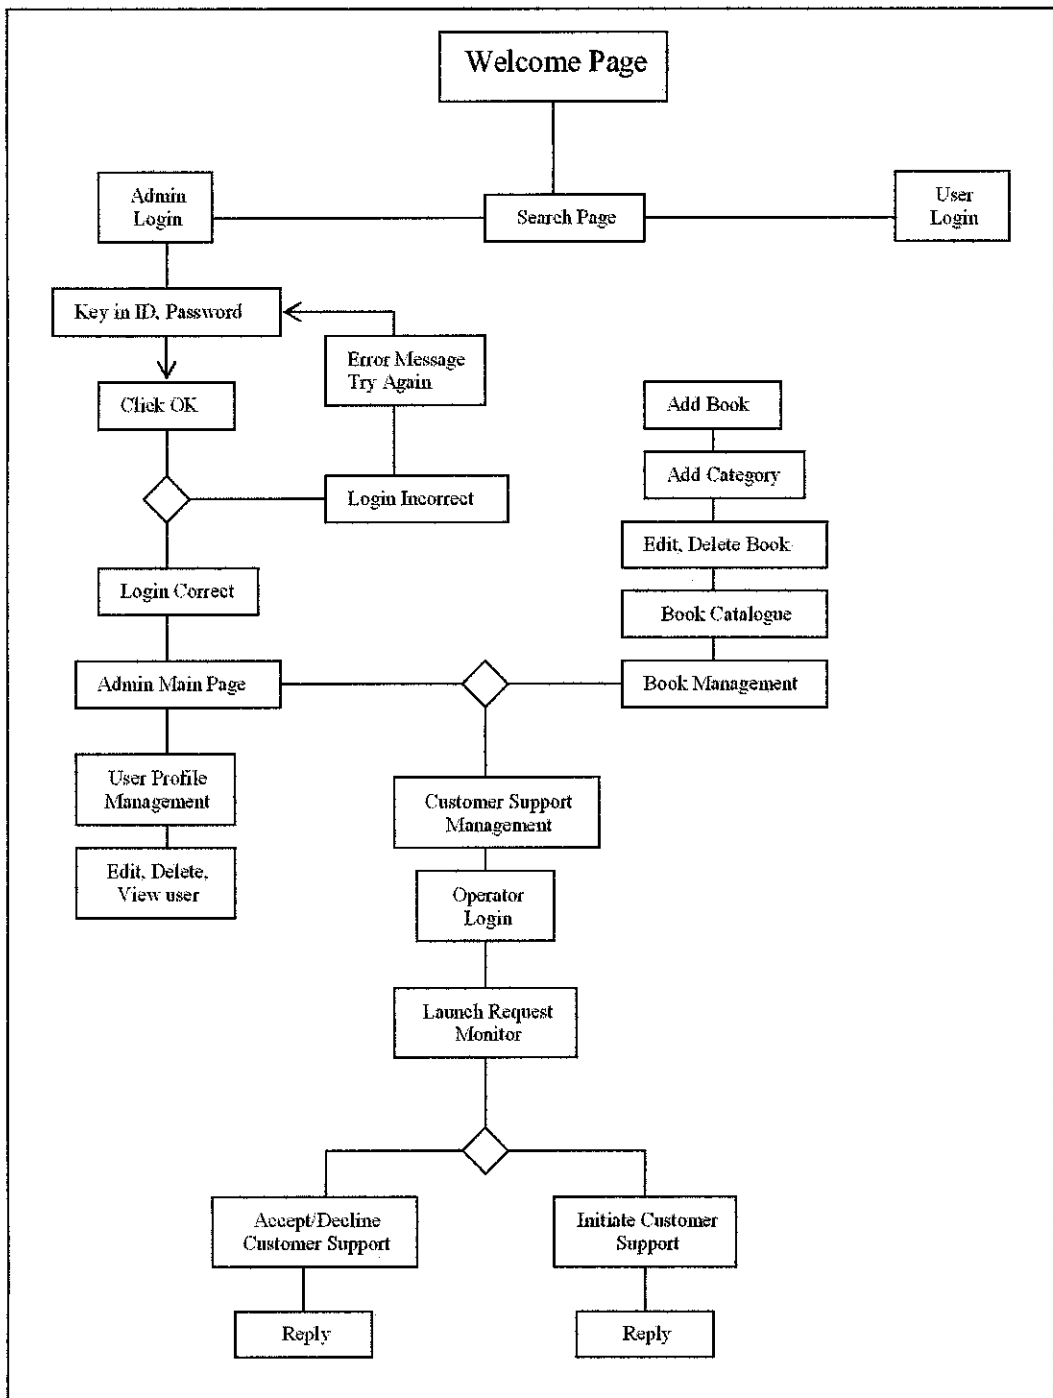 Welcome Page
Admin
Login
Search Page
User
Login
Key in ID, Password
Error Message
Try Again
Click OK
Add Book
Add Category
Login Incorrect
Edit, Delete Book
Login Correct
Book Catalogue
Admin Main Page
Book Management
User Profile
Management
Customer Support
Management
Edit, Delete,
View user
Operator
Login
Launch Request
Monitor
Accept/Decline
Customer Support
Initiate Customer
Support
Reply
Reply